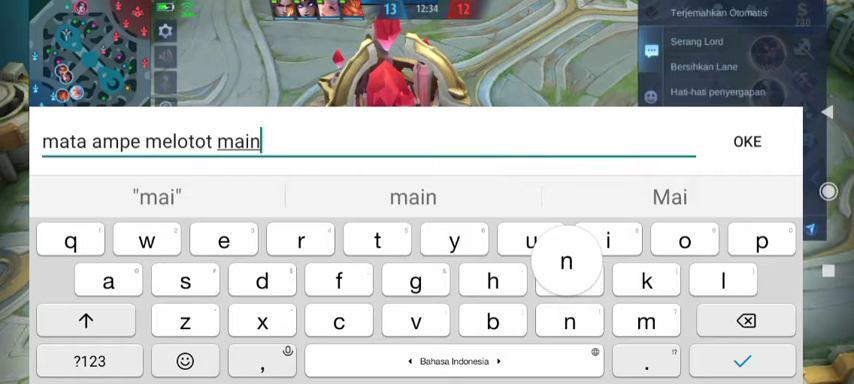 13 12:34 12
$
280
Terjemahkan Otomatis
Serang Lord
Bersihkan Lane
Hati-hati penyergapan
mata ampe melotot main
OKE
"mai" main Mai
q w e r t y u i o p
a s d f g h n k l
z x c v b n m
?123 , Bahasa Indonesia .